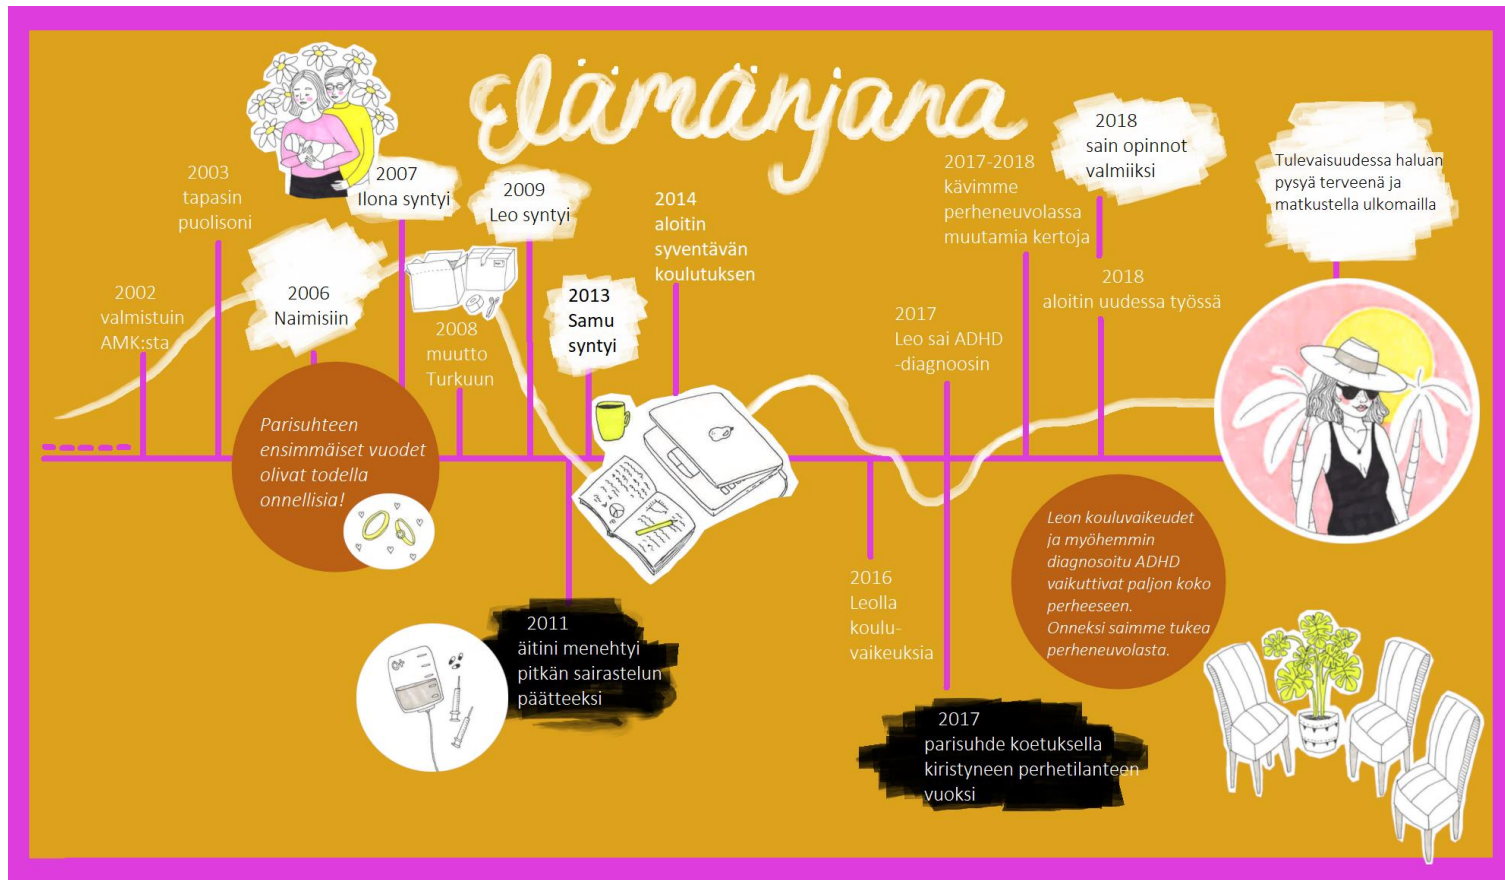 Elämänjana
2002
valmistuin
AMK:sta
2003
tapasin
puolisoni
2006
Naimisiin
Parisuhteen
ensimmäiset vuodet
olivat todella
onnellisia!
2007
Ilona syntyi
2008
muutto
Turkuun
2009
Leo syntyi
2011
äitini menehtyi
pitkän sairastelun
päätteeksi
2013
Samu
syntyi
2014
aloitin
syventävän
koulutuksen
2016
Leolla
koulu-
vaikeuksia
2017
Leo sai ADHD
-diagnoosin
2017
parisuhde koetuksella
kiristyneen perhetilanteen
vuoksi
2017-2018
kävimme
perheneuvolassa
muutamia kertoja
2018
sain opinnot
valmiiksi
2018
aloitin uudessa työssä
Leon kouluvaikeudet
ja myöhemmin
diagnosoitu ADHD
vaikuttivat paljon koko
perheeseen.
Onneksi saimme tukea
perheneuvolasta.
Tulevaisuudessa haluan
pysyä terveenä ja
matkustella ulkomailla